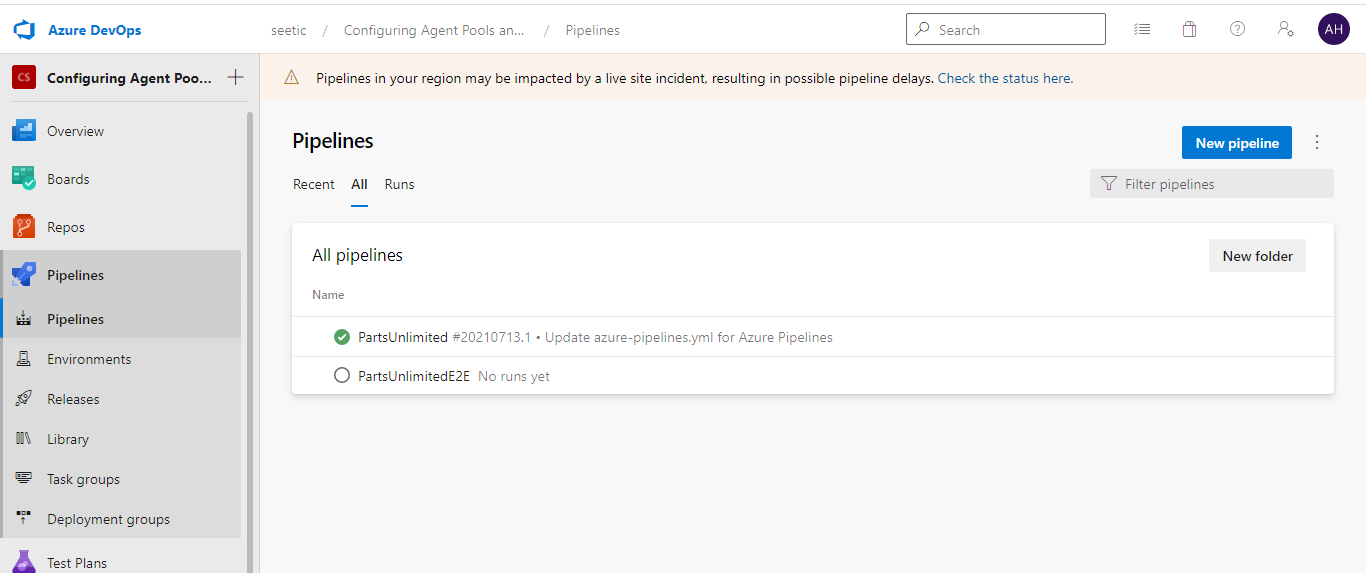 Azure DevOps
seetic / Configuring Agent Pools an... / Pipelines
Search
AH
CS
Configuring Agent Poo...
Pipelines in your region may be impacted by a live site incident, resulting in possible pipeline delays. Check the status here.
Overview
Boards
Repos
Pipelines
Pipelines
Environments
Releases
Library
Task groups
Deployment groups
Test Plans
Pipelines
New pipeline
Recent All Runs
Filter pipelines
All pipelines
New folder
Name
PartsUnlimited #20210713.1 • Update azure-pipelines.yml for Azure Pipelines
PartsUnlimitedE2E No runs yet